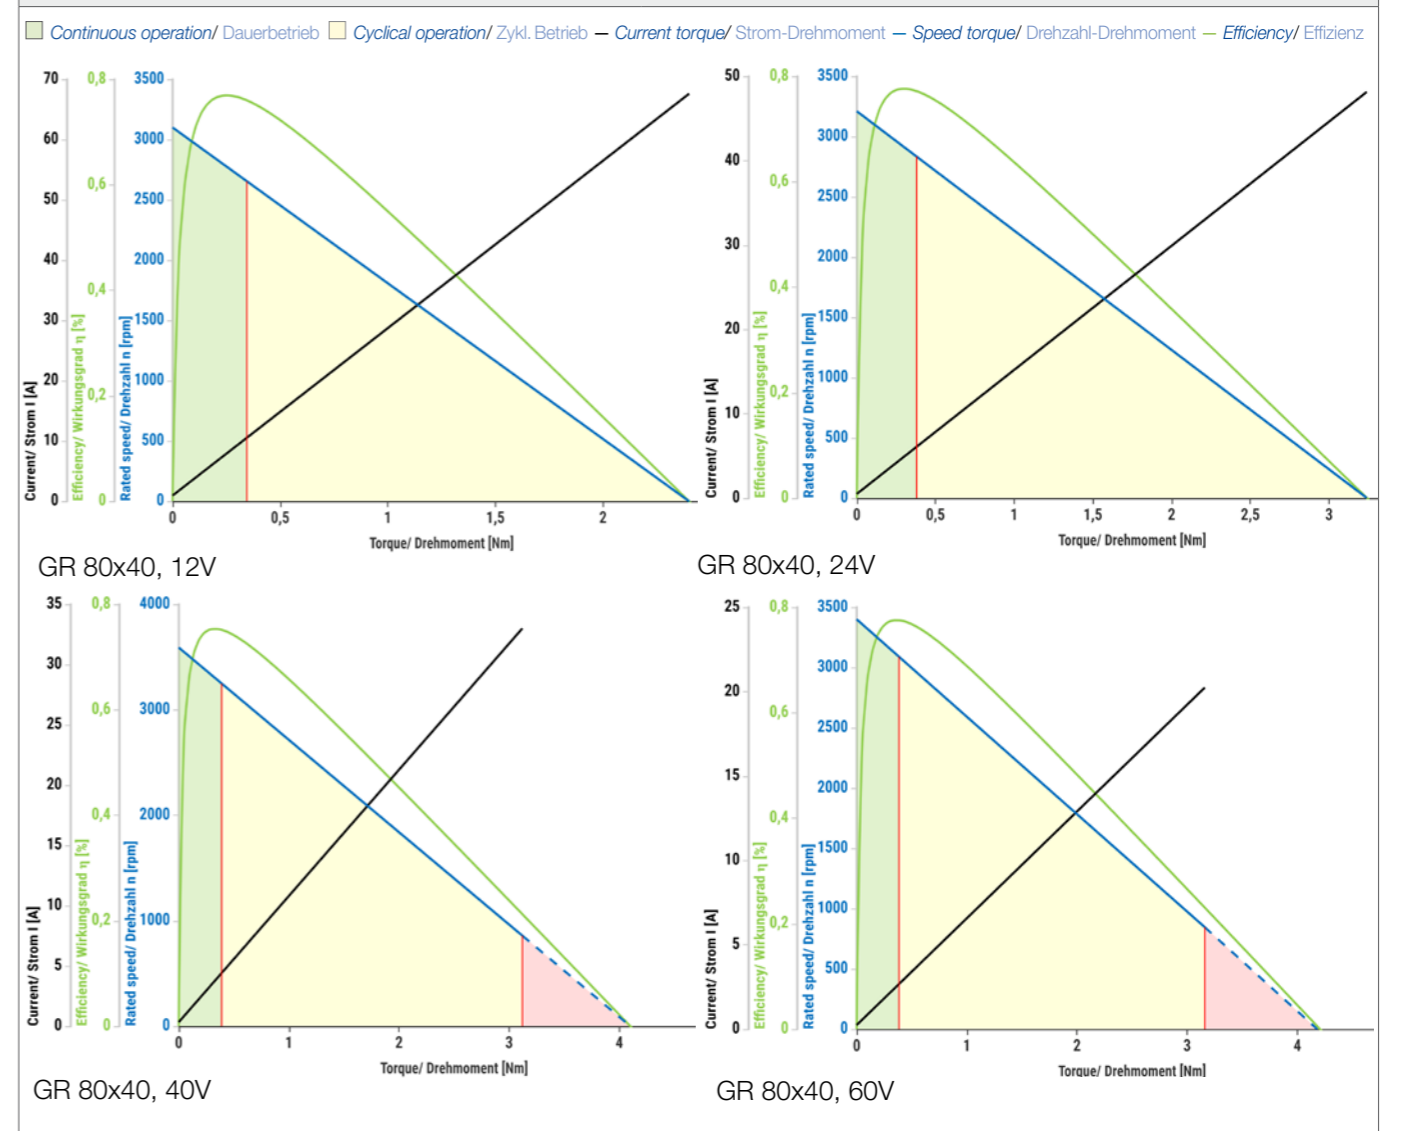 Continuous operation/ Dauerbetrieb Cyclical operation/ Zykl. Betrieb — Current torque/ Strom-Drehmoment — Speed torque/ Drehzahl-Drehmoment — Efficiency/ Effizienz
70 0,8 3500
60 3000
0,6
50 2500
40 2000
0,4
30 1500
20 1000
0,2
10 500
0 0 0
Current/ Strom I [A]
Efficiency/ Wirkungsgrad η [%]
Rated speed/ Drehzahl n [rpm]
0 0,5 1 1,5 2
Torque/ Drehmoment [Nm]
GR 80x40, 12V
50 0,8 3500
3000
40
0,6
2500
30 2000
0,4
20 1500
1000
0,2
10
500
0 0 0
Current/ Strom I [A]
Efficiency/ Wirkungsgrad η [%]
Rated speed/ Drehzahl n [rpm]
0 0,5 1 1,5 2 2,5 3
Torque/ Drehmoment [Nm]
GR 80x40, 24V
35 0,8 4000
30
0,6 3000
25
20
0,4 2000
15
10
0,2 1000
5
0 0 0
Current/ Strom I [A]
Efficiency/ Wirkungsgrad η [%]
Rated speed/ Drehzahl n [rpm]
0 1 2 3 4
Torque/ Drehmoment [Nm]
GR 80x40, 40V
25 0,8 3500
3000
20
0,6
2500
15 2000
0,4
1500
10
1000
0,2
5
500
0 0 0
Current/ Strom I [A]
Efficiency/ Wirkungsgrad η [%]
Rated speed/ Drehzahl n [rpm]
0 1 2 3 4
Torque/ Drehmoment [Nm]
GR 80x40, 60V